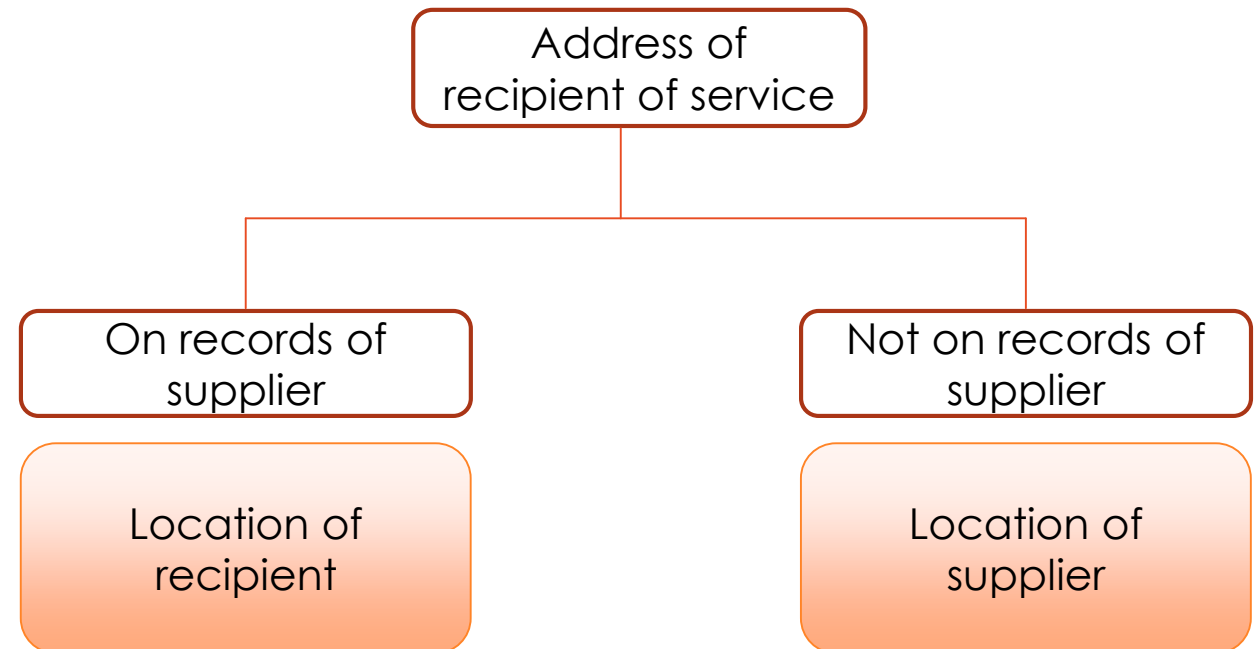 Address of
recipient of service
On records of
supplier
Not on records of
supplier
Location of
recipient
Location of
supplier